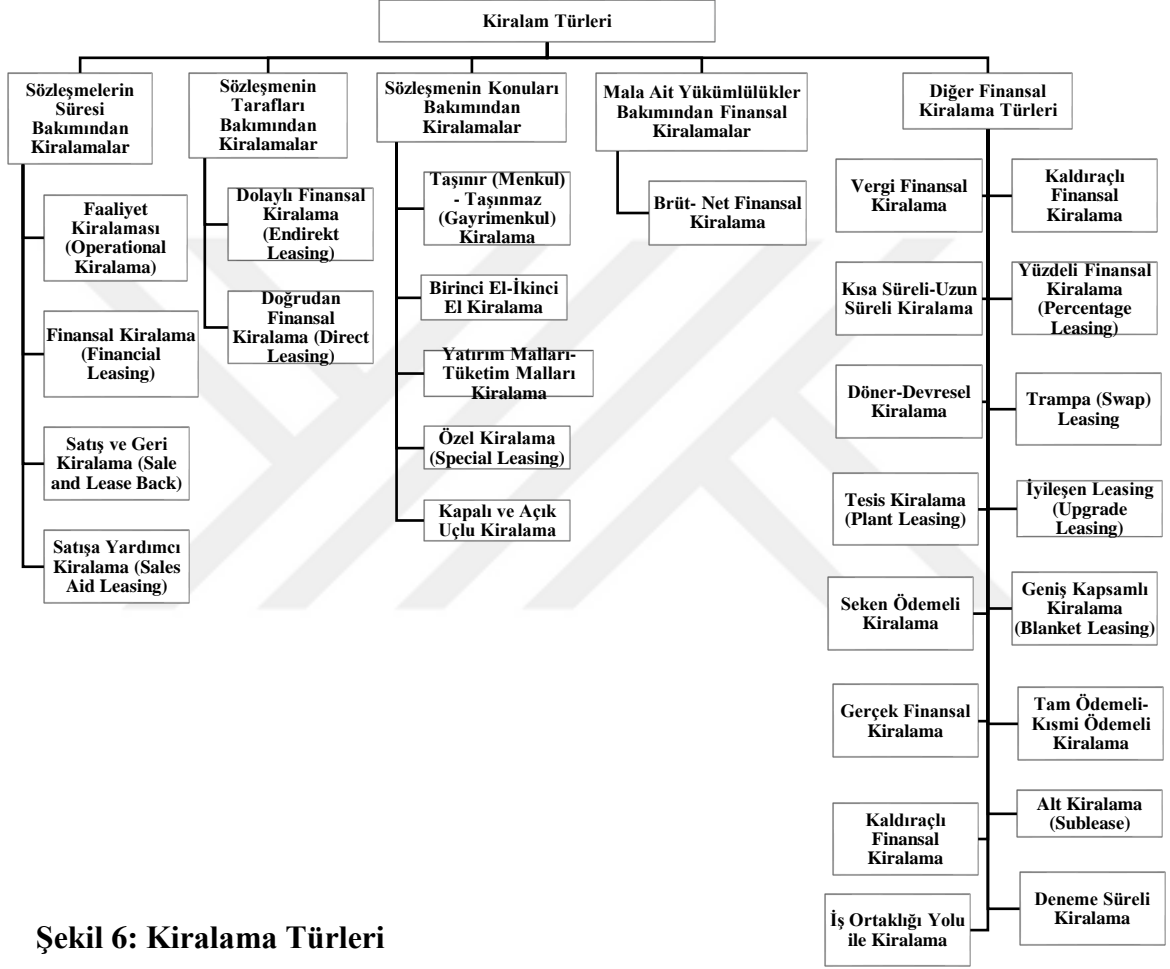 Kiralam Türleri
Sözleşmelerin
Süresi
Bakımından
Kiralamalar
Faaliyet
Kiralaması
(Operational
Kiralama)
Finansal Kiralama
(Financial
Leasing)
Satış ve Geri
Kiralama (Sale
and Lease Back)
Satışa Yardımcı
Kiralama (Sales
Aid Leasing)
Sözleşmenin
Tarafları
Bakımından
Kiralamalar
Dolaylı Finansal
Kiralama
(Endirekt
Leasing)
Doğrudan
Finansal
Kiralama (Direct
Leasing)
Sözleşmenin Konuları
Bakımından
Kiralamalar
Taşınır (Menkul)
- Taşınmaz
(Gayrimenkul)
Kiralama
Birinci El-İkinci
El Kiralama
Yatırım Malları-
Tüketim Malları
Kiralama
Özel Kiralama
(Special Leasing)
Kapalı ve Açık
Uçlu Kiralama
Mala Ait Yükümlülükler
Bakımından Finansal
Kiralamalar
Brüt- Net Finansal
Kiralama
Diğer Finansal
Kiralama Türleri
Vergi Finansal
Kiralama
Kaldıraçlı
Finansal
Kiralama
Kısa Süreli-Uzun
Süreli Kiralama
Yüzdeli Finansal
Kiralama
(Percentage
Leasing)
Döner-Devresel
Kiralama
Trampa (Swap)
Leasing
Tesis Kiralama
(Plant Leasing)
İyileşen Leasing
(Upgrade
Leasing)
Seken Ödemeli
Kiralama
Geniş Kapsamlı
Kiralama
(Blanket Leasing)
Gerçek Finansal
Kiralama
Tam Ödemeli-
Kısmi Ödemeli
Kiralama
Kaldıraçlı
Finansal
Kiralama
Alt Kiralama
(Sublease)
İş Ortaklığı Yolu
ile Kiralama
Deneme Süreli
Kiralama
Şekil 6: Kiralama Türleri